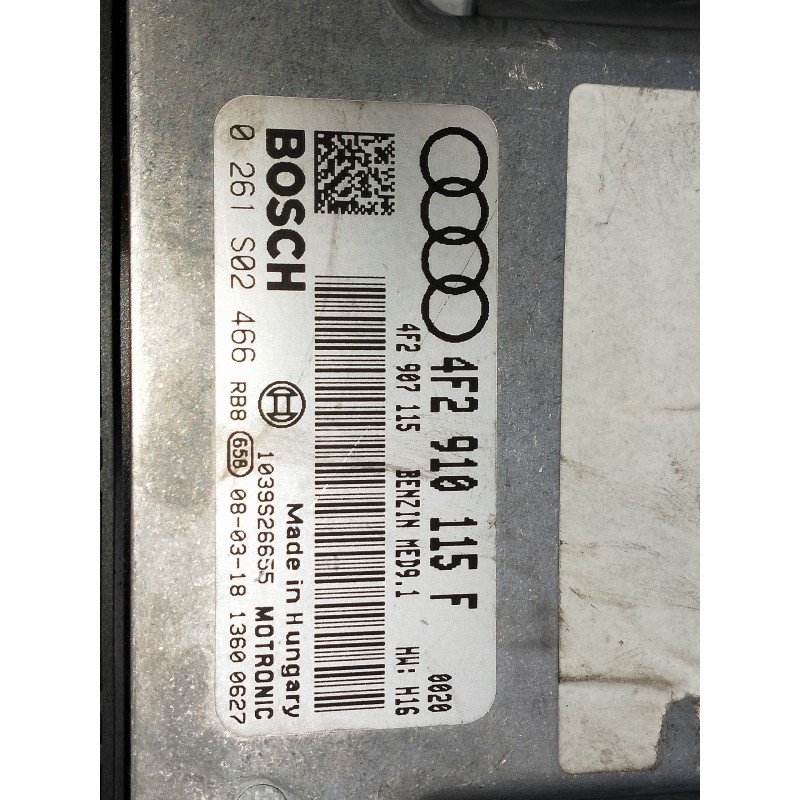 4F2 910 115 F 0020
4F2 907 115 BENZIN MED9.1 HW: H16
BOSCH
Made in Hungary
1039S26655 MOTRONIC
0 261 S02 466 RB8 65B 08-03-18 1360 0627